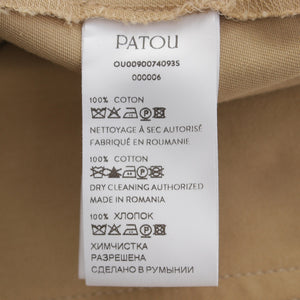 PATOU
OU0090074093S
000006
100% COTON
NETTOYAGE À SEC AUTORISÉ
FABRIQUÉ EN ROUMANIE
100% COTTON
DRY CLEANING AUTHORIZED
MADE IN ROMANIA
100% ХЛОПОК
ХИМЧИСТКА
РАЗРЕШЕНА
СДЕЛАНО В РУМЫНИИ